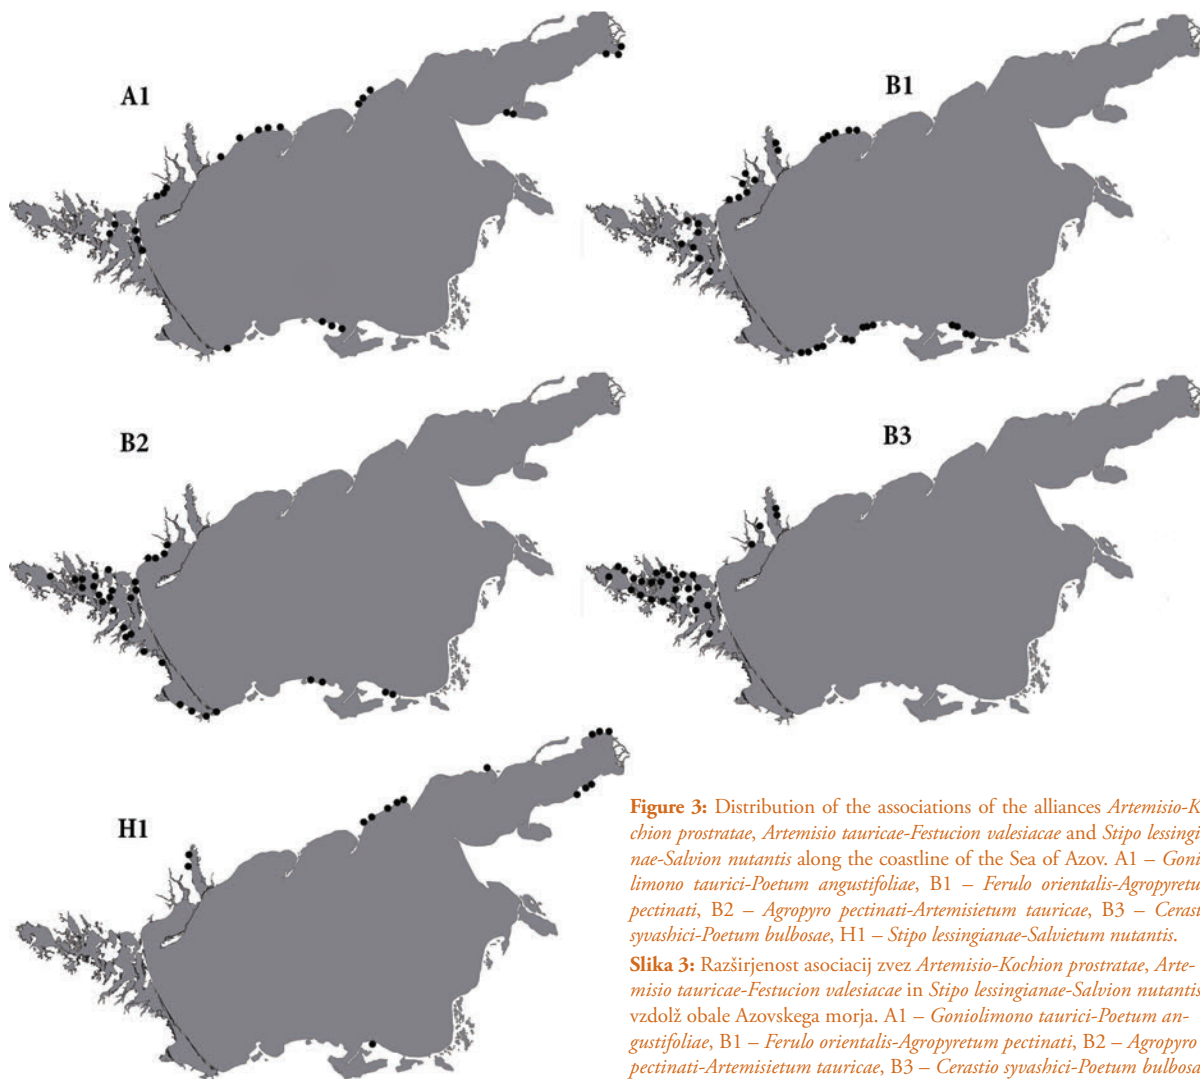 A1
B1
B2
B3
H1
Figure 3: Distribution of the associations of the alliances Artemisio-K
chion prostratae, Artemisio tauricae-Festucion valesiacae and Stipo lessingi
nae-Salvion nutantis along the coastline of the Sea of Azov. A1 – Goni
limono taurici-Poetum angustifoliae, B1 – Ferulo orientalis-Agropyretu
pectinati, B2 – Agropyro pectinati-Artemisietum tauricae, B3 – Cerast
syvashici-Poetum bulbosae, H1 – Stipo lessingianae-Salvietum nutantis.
Slika 3: Razširjenost asociacij zvez Artemisio-Kochion prostratae, Arte-
misio tauricae-Festucion valesiacae in Stipo lessingianae-Salvion nutantis
vzdolž obale Azovskega morja. A1 – Goniolimono taurici-Poetum an-
gustifoliae, B1 – Ferulo orientalis-Agropyretum pectinati, B2 – Agropyro
pectinati-Artemisietum tauricae, B3 – Cerastio syvashici-Poetum bulbosa